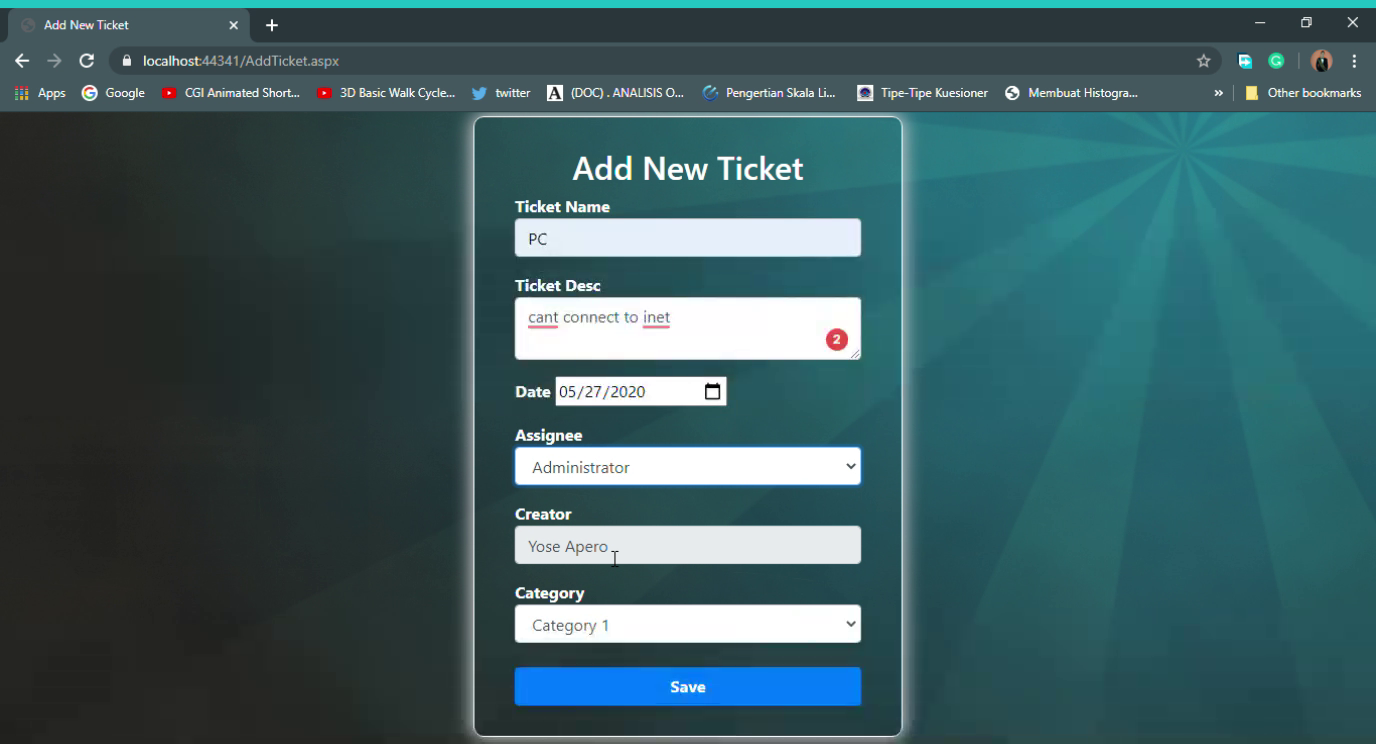 Add New Ticket
localhost:44341/AddTicket.aspx
Apps Google CGI Animated Short... 3D Basic Walk Cycle... twitter A (DOC) . ANALISIS O... Pengertian Skala Li... Tipe-Tipe Kuesioner Membuat Histogra... » Other bookmarks
Add New Ticket
Ticket Name
PC
Ticket Desc
cant connect to inet
2
Date 05/27/2020
Assignee
Administrator
Creator
Yose Apero
Category
Category 1
Save